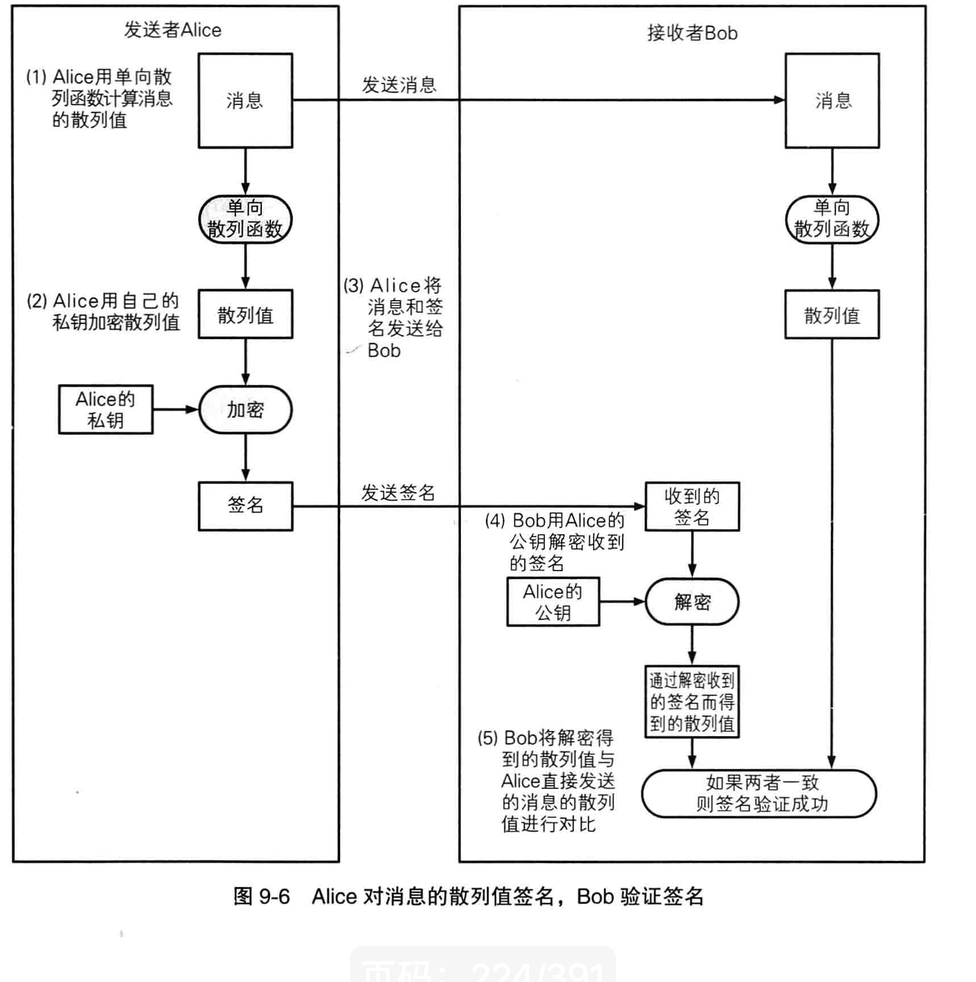 发送者Alice
接收者Bob
(1) Alice用单向散
列函数计算消息
的散列值
消息
发送消息
消息
单向
散列函数
单向
散列函数
(2) Alice用自己的
私钥加密散列值
散列值
(3) Alice将
消息和签
名发送给
Bob
散列值
Alice的
私钥
加密
签名
发送签名
收到的
签名
(4) Bob用Alice的
公钥解密收到
的签名
Alice的
公钥
解密
通过解密收到
的签名而得
到的散列值
(5) Bob将解密得
到的散列值与
Alice直接发送
的消息的散列
值进行对比
如果两者一致
则签名验证成功
图 9-6 Alice 对消息的散列值签名，Bob 验证签名
页码：224/391